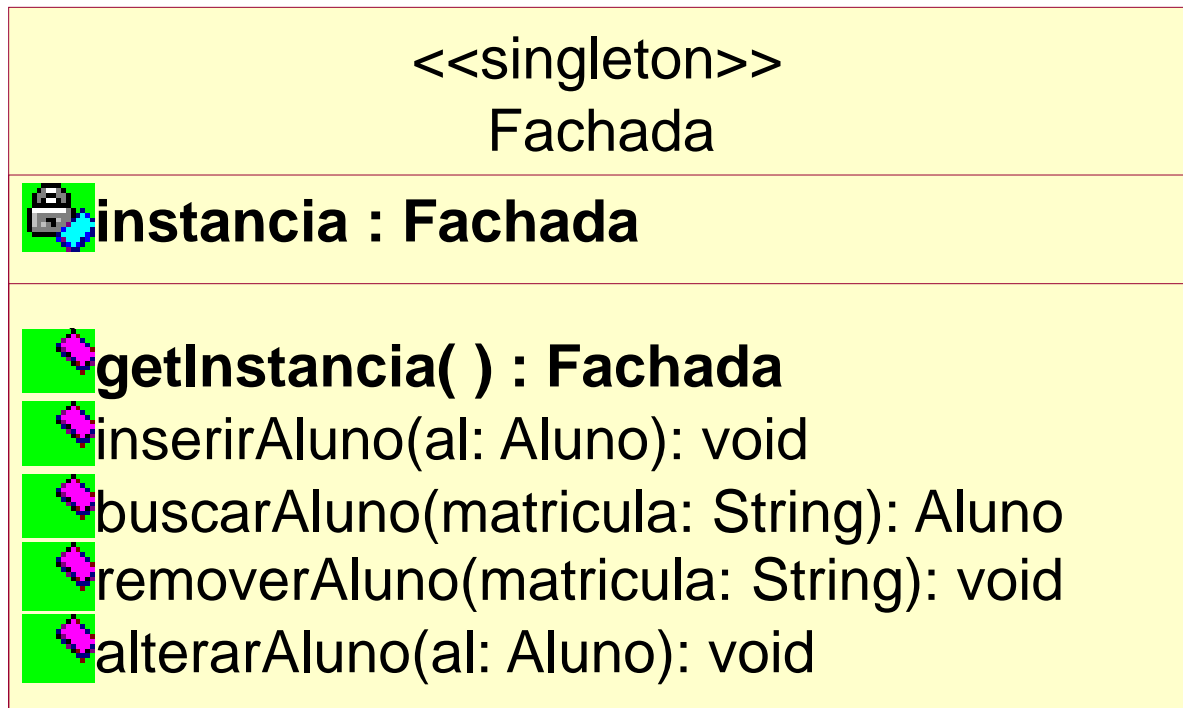 <<singleton>>
Fachada
instancia : Fachada
getInstancia( ) : Fachada
inserirAluno(al: Aluno): void
buscarAluno(matricula: String): Aluno
removerAluno(matricula: String): void
alterarAluno(al: Aluno): void